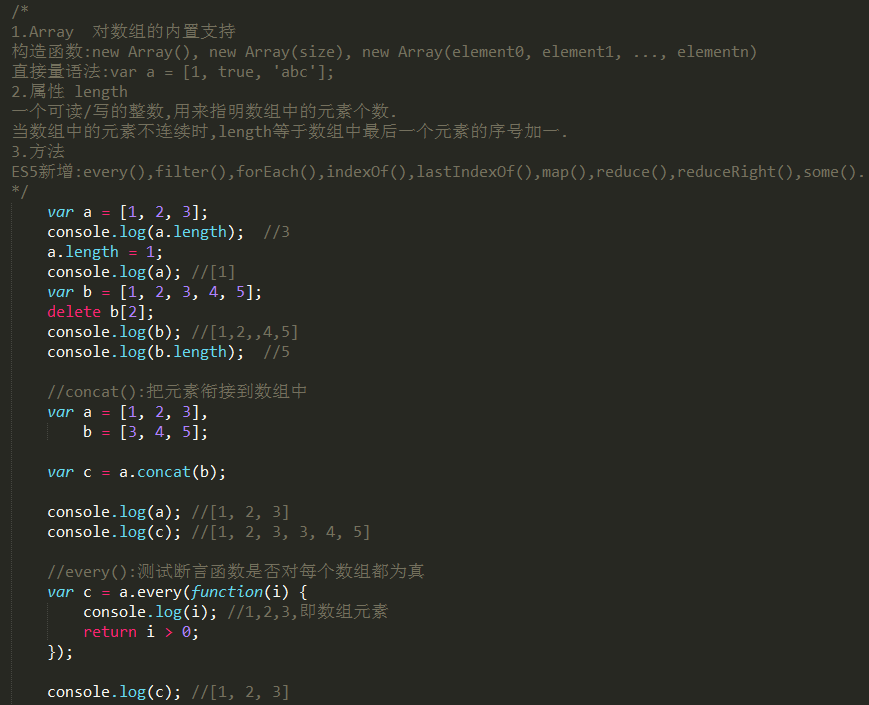 /*
1.Array  对数组的内置支持
构造函数:new Array(), new Array(size), new Array(element0, element1, ..., elementn)
直接量语法:var a = [1, true, 'abc'];
2.属性 length
一个可读/写的整数,用来指明数组中的元素个数.
当数组中的元素不连续时,length等于数组中最后一个元素的序号加一.
3.方法
ES5新增:every(),filter(),forEach(),indexOf(),lastIndexOf(),map(),reduce(),reduceRight(),some().
*/
    var a = [1, 2, 3];
    console.log(a.length);  //3
    a.length = 1;
    console.log(a); //[1]
    var b = [1, 2, 3, 4, 5];
    delete b[2];
    console.log(b); //[1,2,,4,5]
    console.log(b.length);  //5

    //concat():把元素衔接到数组中
    var a = [1, 2, 3],
        b = [3, 4, 5];

    var c = a.concat(b);

    console.log(a); //[1, 2, 3]
    console.log(c); //[1, 2, 3, 3, 4, 5]

    //every():测试断言函数是否对每个数组都为真
    var c = a.every(function(i) {
        console.log(i); //1,2,3,即数组元素
        return i > 0;
    });

    console.log(c); //[1, 2, 3]